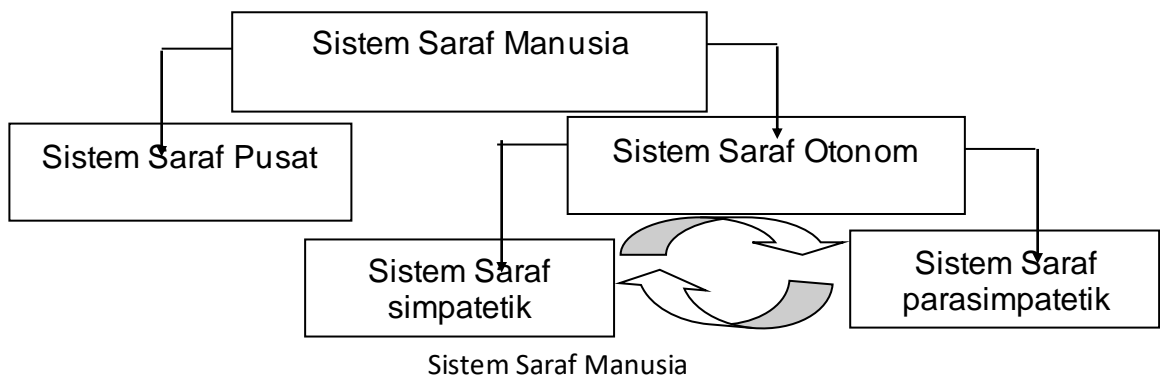 Sistem Saraf Manusia
Sistem Saraf Pusat
Sistem Saraf Otonom
Sistem Saraf
simpatetik
Sistem Saraf
parasimpatetik
Sistem Saraf Manusia